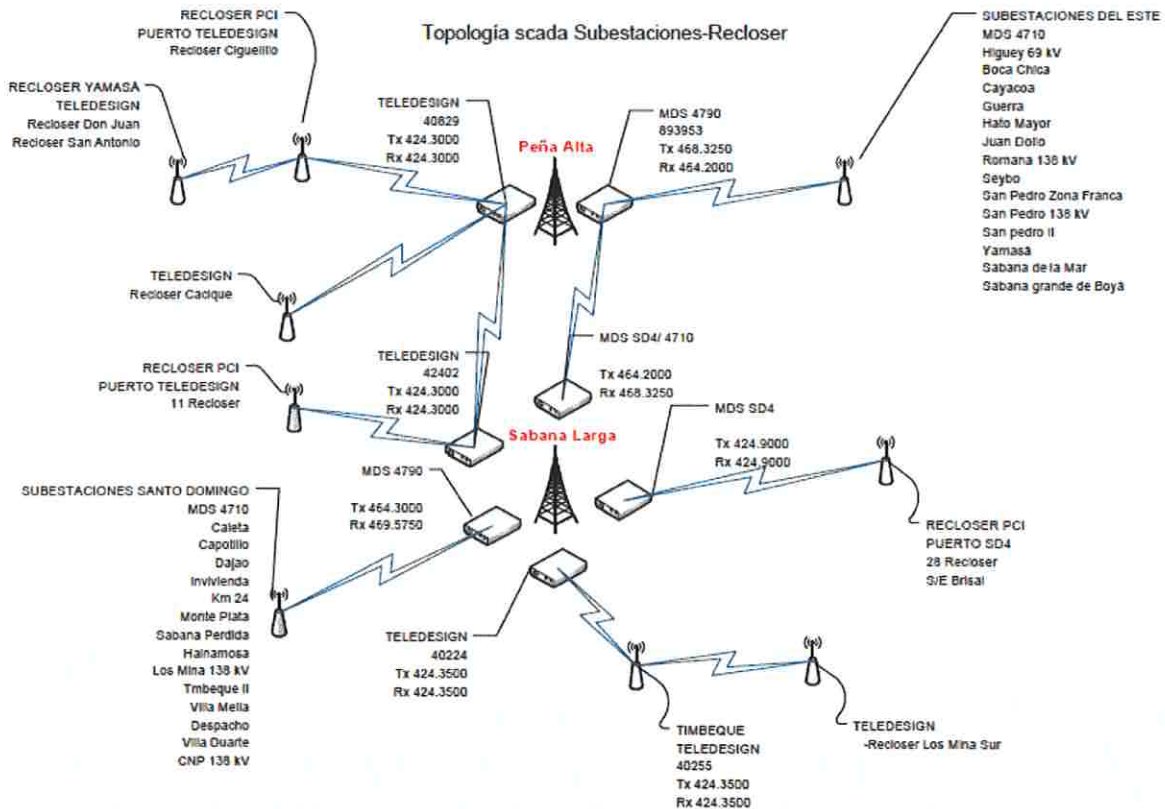 Topología scada Subestaciones-Recloser
RECLOSER PCI
PUERTO TELEDESIGN
Recloser Ciguelillo
RECLOSER YAMASÁ
TELEDESIGN
Recloser Don Juan
Recloser San Antonio
TELEDESIGN
40829
Tx 424.3000
Rx 424.3000
Peña Alta
MDS 4790
893953
Tx 468.3250
Rx 464.2000
SUBESTACIONES DEL ESTE
MDS 4710
Higuey 69 kV
Boca Chica
Cayacoa
Guerra
Hato Mayor
Juan Dolio
Romana 138 kV
Seybo
San Pedro Zona Franca
San Pedro 138 kV
San pedro II
Yamasá
Sabana de la Mar
Sabana grande de Boyá
TELEDESIGN
Recloser Cacique
RECLOSER PCI
PUERTO TELEDESIGN
11 Recloser
TELEDESIGN
42402
Tx 424.3000
Rx 424.3000
MDS SD4/ 4710
Tx 464.2000
Rx 468.3250
Sabana Larga
MDS SD4
Tx 424.9000
Rx 424.9000
MDS 4790
Tx 464.3000
Rx 469.5750
SUBESTACIONES SANTO DOMINGO
MDS 4710
Caleta
Capotillo
Dajao
Invivienda
Km 24
Monte Plata
Sabana Perdida
Hainamosa
Los Mina 138 kV
Tmbeque II
Villa Mella
Despacho
Villa Duarte
CNP 138 kV
RECLOSER PCI
PUERTO SD4
28 Recloser
S/E Brisal
TELEDESIGN
40224
Tx 424.3500
Rx 424.3500
TIMBEQUE
TELEDESIGN
40255
Tx 424.3500
Rx 424.3500
TELEDESIGN
-Recloser Los Mina Sur